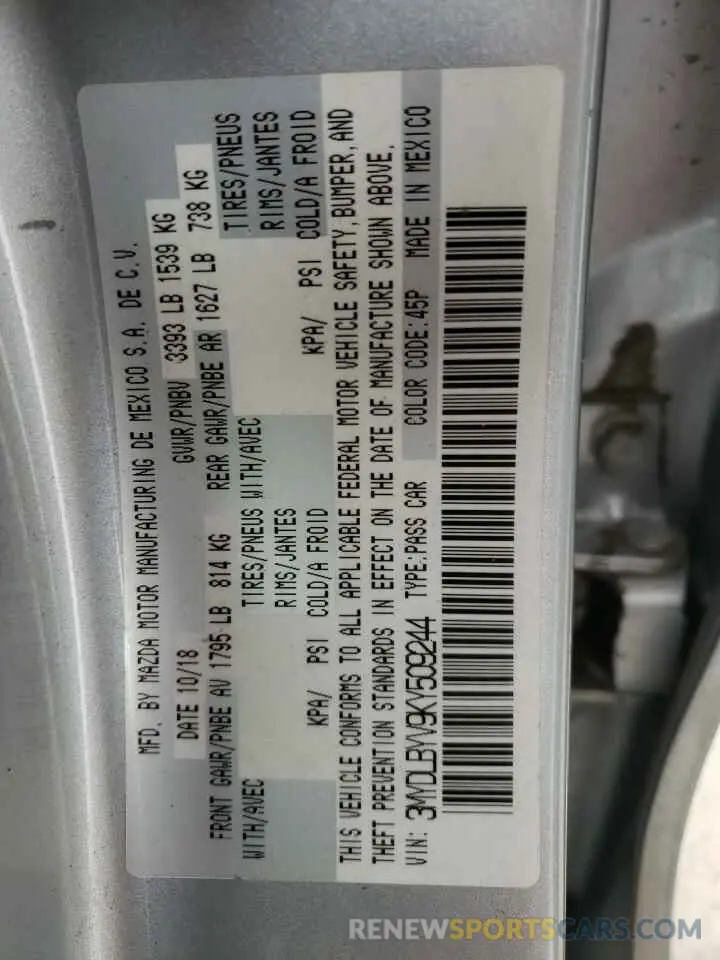 MFD. BY MAZDA MOTOR MANUFACTURING DE MEXICO S.A. DE C.V.
DATE 10/18 GVWR/PNBV 3393 LB 1539 KG
FRONT GAWR/PNBE AV 1795 LB 814 KG REAR GAWR/PNBE AR 1627 LB 738 KG
WITH/AVEC TIRES/PNEUS WITH/AVEC TIRES/PNEUS
RIMS/JANTES RIMS/JANTES
KPA/ PSI COLD/A FROID KPA/ PSI COLD/A FROID
THIS VEHICLE CONFORMS TO ALL APPLICABLE FEDERAL MOTOR VEHICLE SAFETY, BUMPER, AND
THEFT PREVENTION STANDARDS IN EFFECT ON THE DATE OF MANUFACTURE SHOWN ABOVE.
VIN: 3MYDLBYV9KY509244 TYPE:PASS CAR COLOR CODE:45P MADE IN MEXICO
RENEWSPORTSCARS.COM